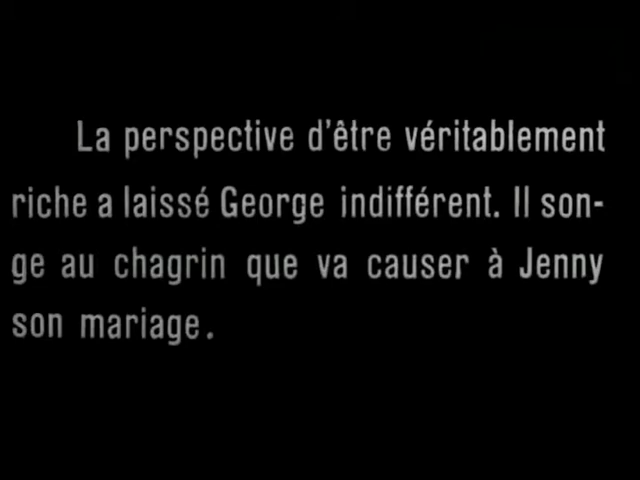 La perspective d'être véritablement
riche a laissé George indifférent. Il son-
ge au chagrin que va causer à Jenny
son mariage.